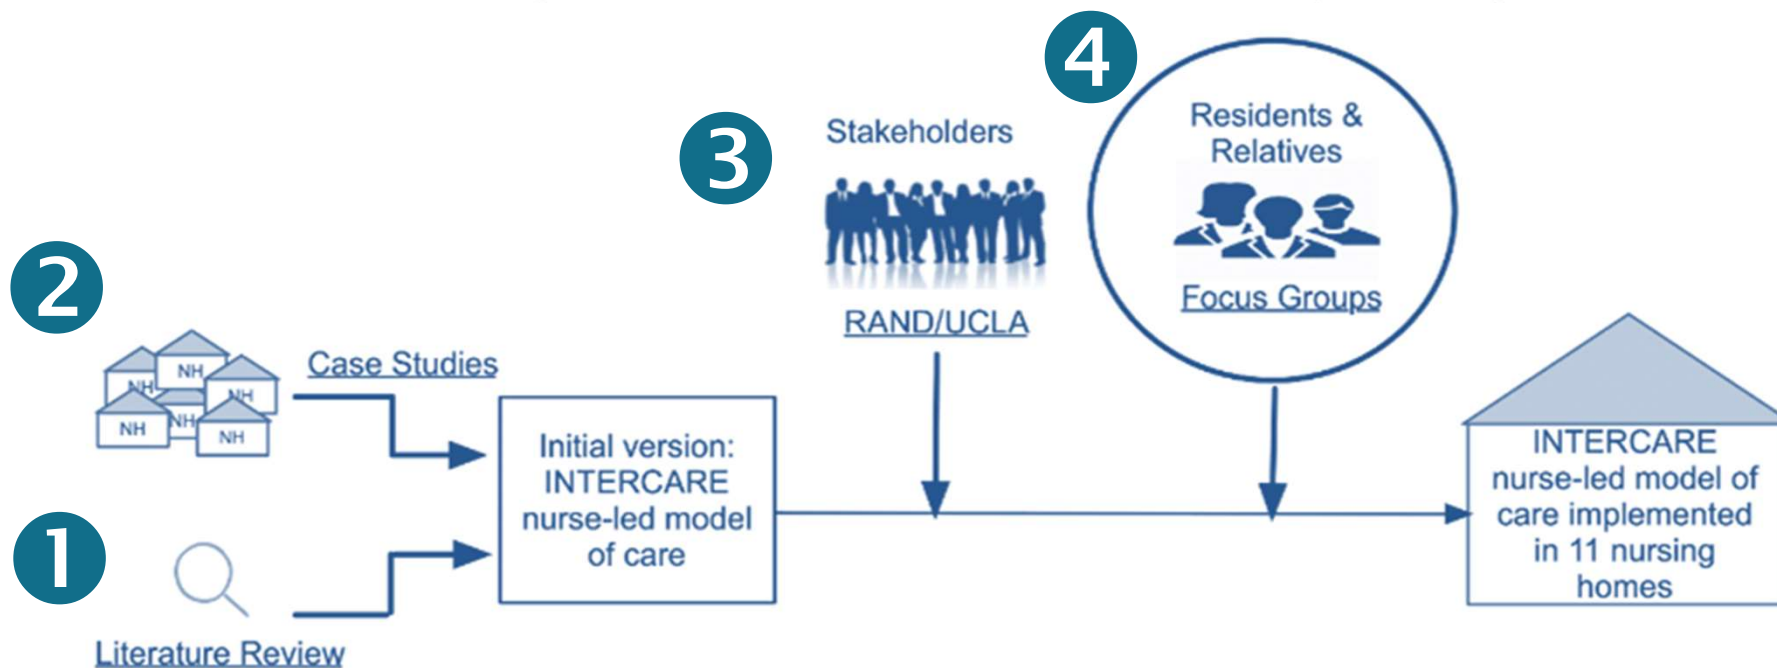 4
Residents &
Relatives
Focus Groups
3
Stakeholders
RAND/UCLA
2
NH
NH
NH
NH
NH
NH
Case Studies
1
Literature Review
Initial version:
INTERCARE
nurse-led model
of care
INTERCARE
nurse-led model of
care implemented
in 11 nursing
homes